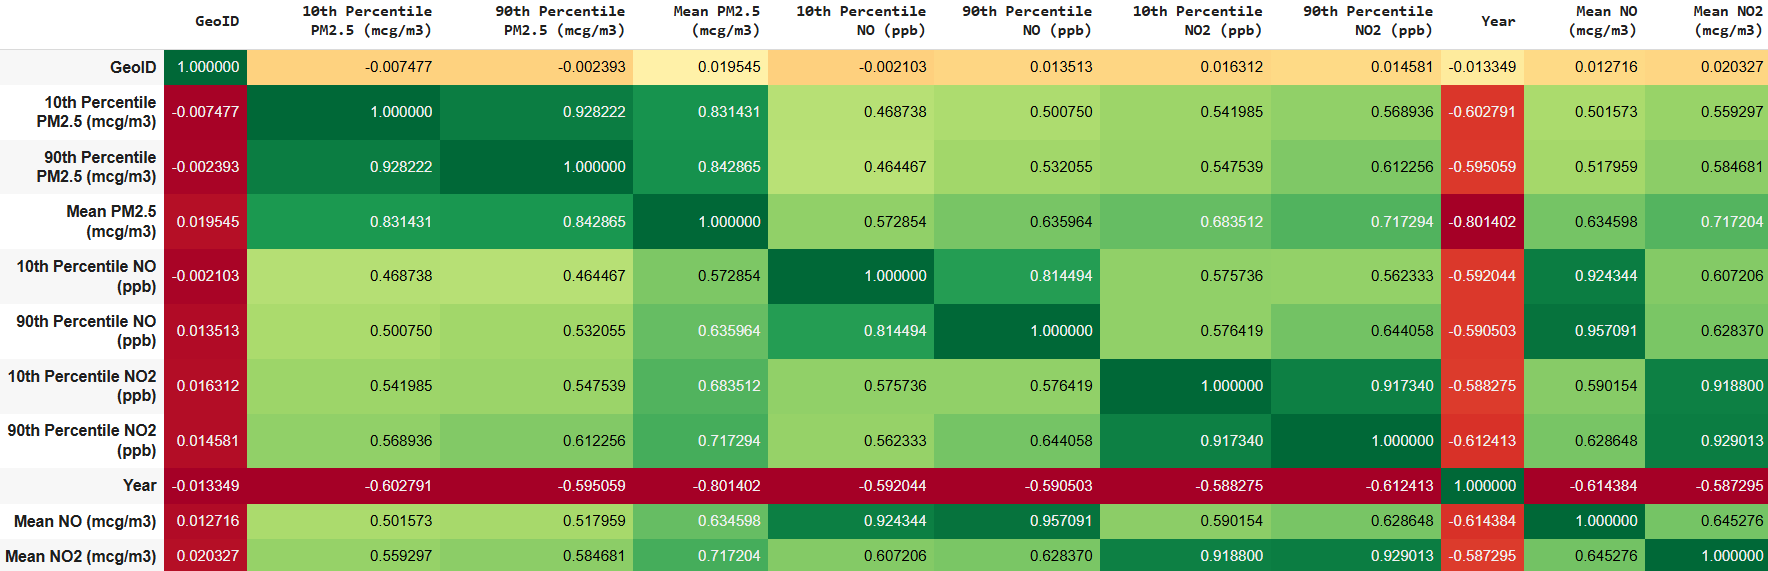 GeoID 10th Percentile PM2.5 (mcg/m3) 90th Percentile PM2.5 (mcg/m3) Mean PM2.5 (mcg/m3) 10th Percentile NO (ppb) 90th Percentile NO (ppb) 10th Percentile NO2 (ppb) 90th Percentile NO2 (ppb) Year Mean NO (mcg/m3) Mean NO2 (mcg/m3)
GeoID 1.000000 -0.007477 -0.002393 0.019545 -0.002103 0.013513 0.016312 0.014581 -0.013349 0.012716 0.020327
10th Percentile PM2.5 (mcg/m3) -0.007477 1.000000 0.928222 0.831431 0.468738 0.500750 0.541985 0.568936 -0.602791 0.501573 0.559297
90th Percentile PM2.5 (mcg/m3) -0.002393 0.928222 1.000000 0.842865 0.464467 0.532055 0.547539 0.612256 -0.595059 0.517959 0.584681
Mean PM2.5 (mcg/m3) 0.019545 0.831431 0.842865 1.000000 0.572854 0.635964 0.683512 0.717294 -0.801402 0.634598 0.717204
10th Percentile NO (ppb) -0.002103 0.468738 0.464467 0.572854 1.000000 0.814494 0.575736 0.562333 -0.592044 0.924344 0.607206
90th Percentile NO (ppb) 0.013513 0.500750 0.532055 0.635964 0.814494 1.000000 0.576419 0.644058 -0.590503 0.957091 0.628370
10th Percentile NO2 (ppb) 0.016312 0.541985 0.547539 0.683512 0.575736 0.576419 1.000000 0.917340 -0.588275 0.590154 0.918800
90th Percentile NO2 (ppb) 0.014581 0.568936 0.612256 0.717294 0.562333 0.644058 0.917340 1.000000 -0.612413 0.628648 0.929013
Year -0.013349 -0.602791 -0.595059 -0.801402 -0.592044 -0.590503 -0.588275 -0.612413 1.000000 -0.614384 -0.587295
Mean NO (mcg/m3) 0.012716 0.501573 0.517959 0.634598 0.924344 0.957091 0.590154 0.628648 -0.614384 1.000000 0.645276
Mean NO2 (mcg/m3) 0.020327 0.559297 0.584681 0.717204 0.607206 0.628370 0.918800 0.929013 -0.587295 0.645276 1.000000